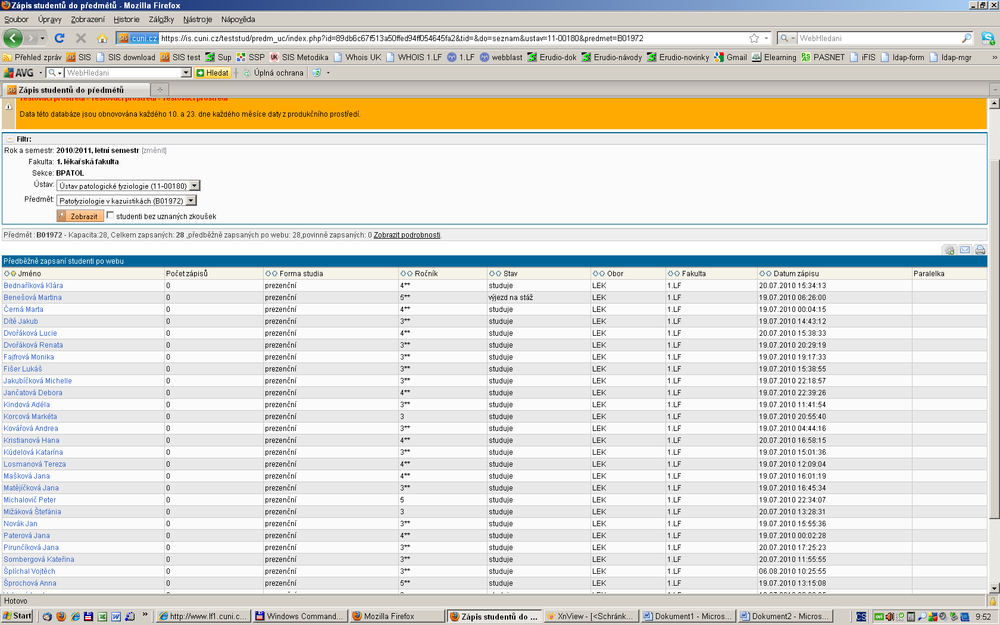 Zápis studentů do předmětů - Mozilla Firefox
Soubor Úpravy Zobrazení Historie Záložky Nástroje Nápověda
SIS cuni.cz https://is.cuni.cz/teststud/predm_uc/index.php?id=89db6c67f513a50ffed94ff054645fa2&tid=&do=seznam&ustav=11-00180&predmet=B01972 WebHledani
Přehled zpráv SIS SIS download SIS test Sup SSP SIS Metodika Whois UK WHOIS 1.LF 1.LF webblast Erudio-dok Erudio-návody Erudio-novinky Gmail Elearning PASNET iFIS ldap-form ldap-mgr »
AVG WebHledani Hledat Úplná ochrana
Zápis studentů do předmětů
Testovací prostředí - Testovací prostředí - Testovací prostředí
Data této databáze jsou obnovována každého 10. a 23. dne každého měsíce daty z produkčního prostředí.
Filtr:
Rok a semestr: 2010/2011, letní semestr [změnit]
Fakulta: 1. lékařská fakulta
Sekce: BPATOL
Ústav: Ústav patologické fyziologie (11-00180)
Předmět: Patofyziologie v kazuistikách (B01972)
Zobrazit studenti bez uznaných zkoušek
Předmět : B01972 - Kapacita:28, Celkem zapsaných: 28 ,předběžně zapsaných po webu: 28,povinně zapsaných: 0 Zobrazit podrobnosti.
Předběžně zapsaní studenti po webu
Jméno Počet zápisů Forma studia Ročník Stav Obor Fakulta Datum zápisu Paralelka
Bednaříková Klára 0 prezenční 4** studuje LEK 1.LF 20.07.2010 15:34:13
Benešová Martina 0 prezenční 5** výjezd na stáž LEK 1.LF 19.07.2010 06:26:00
Černá Marta 0 prezenční 4** studuje LEK 1.LF 19.07.2010 00:04:15
Dítě Jakub 0 prezenční 3** studuje LEK 1.LF 19.07.2010 14:43:12
Dvořáková Lucie 0 prezenční 4** studuje LEK 1.LF 20.07.2010 15:38:33
Dvořáková Renata 0 prezenční 3** studuje LEK 1.LF 19.07.2010 20:29:19
Fajfrová Monika 0 prezenční 3** studuje LEK 1.LF 19.07.2010 19:17:33
Fišer Lukáš 0 prezenční 3** studuje LEK 1.LF 19.07.2010 15:38:55
Jakubíčková Michelle 0 prezenční 3** studuje LEK 1.LF 19.07.2010 22:18:57
Jančatová Debora 0 prezenční 4** studuje LEK 1.LF 19.07.2010 22:39:26
Kindová Adéla 0 prezenční 3** studuje LEK 1.LF 19.07.2010 11:41:54
Korcová Markéta 0 prezenční 3 studuje LEK 1.LF 19.07.2010 20:55:40
Kovářová Andrea 0 prezenční 3** studuje LEK 1.LF 19.07.2010 04:44:16
Kristianová Hana 0 prezenční 4** studuje LEK 1.LF 20.07.2010 16:58:15
Kúdelová Katarína 0 prezenční 3** studuje LEK 1.LF 19.07.2010 15:01:36
Losmanová Tereza 0 prezenční 4** studuje LEK 1.LF 19.07.2010 12:09:04
Mašková Jana 0 prezenční 4** studuje LEK 1.LF 19.07.2010 16:01:19
Matějíčková Jana 0 prezenční 3** studuje LEK 1.LF 19.07.2010 16:45:34
Michalovič Peter 0 prezenční 5 studuje LEK 1.LF 19.07.2010 22:34:07
Mižáková Štefánia 0 prezenční 3 studuje LEK 1.LF 20.07.2010 13:28:31
Novák Jan 0 prezenční 3** studuje LEK 1.LF 19.07.2010 15:55:36
Paterová Jana 0 prezenční 4** studuje LEK 1.LF 19.07.2010 00:02:28
Pirunčíková Jana 0 prezenční 3** studuje LEK 1.LF 20.07.2010 17:25:23
Sombergová Kateřina 0 prezenční 3** studuje LEK 1.LF 20.07.2010 11:55:55
Šplíchal Vojtěch 0 prezenční 3** studuje LEK 1.LF 06.08.2010 10:25:55
Šprochová Anna 0 prezenční 5** studuje LEK 1.LF 19.07.2010 13:15:08
Hotovo
Start » http://www.lf1.cuni.c... Windows Command... Mozilla Firefox Zápis studentů do ... XnView - [<Schránk... Dokument1 - Micros... Dokument2 - Micros... CS 9:52